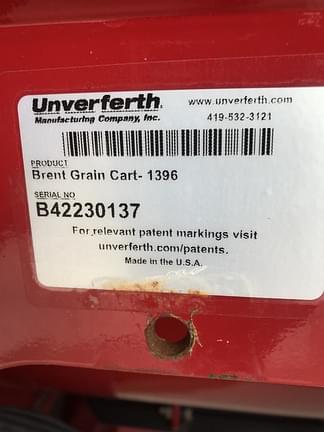 Unverferth www.unverferth.com
Manufacturing Company, Inc. 419-532-3121
PRODUCT
Brent Grain Cart- 1396
SERIAL NO
B42230137
For relevant patent markings visit
unverferth.com/patents.
Made in the U.S.A.